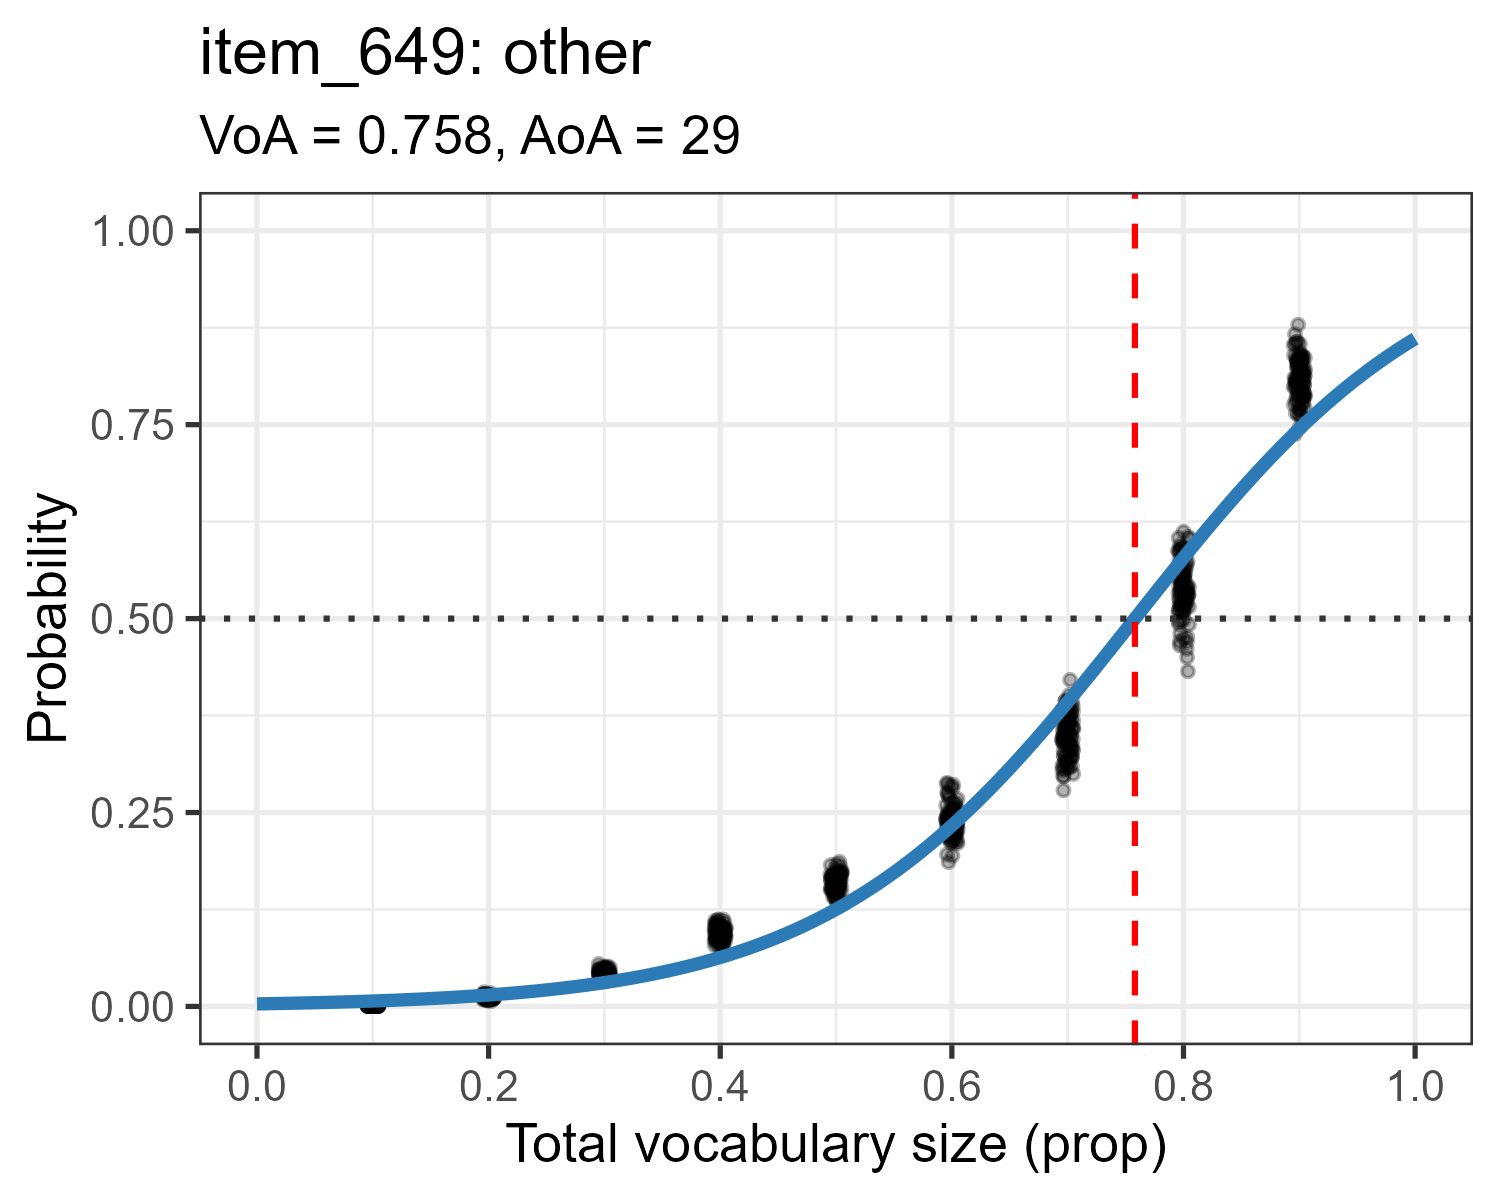 item_649: other
VoA = 0.758, AoA = 29
1.00
0.75
0.50
0.25
0.00
Probability
0.0 0.2 0.4 0.6 0.8 1.0
Total vocabulary size (prop)